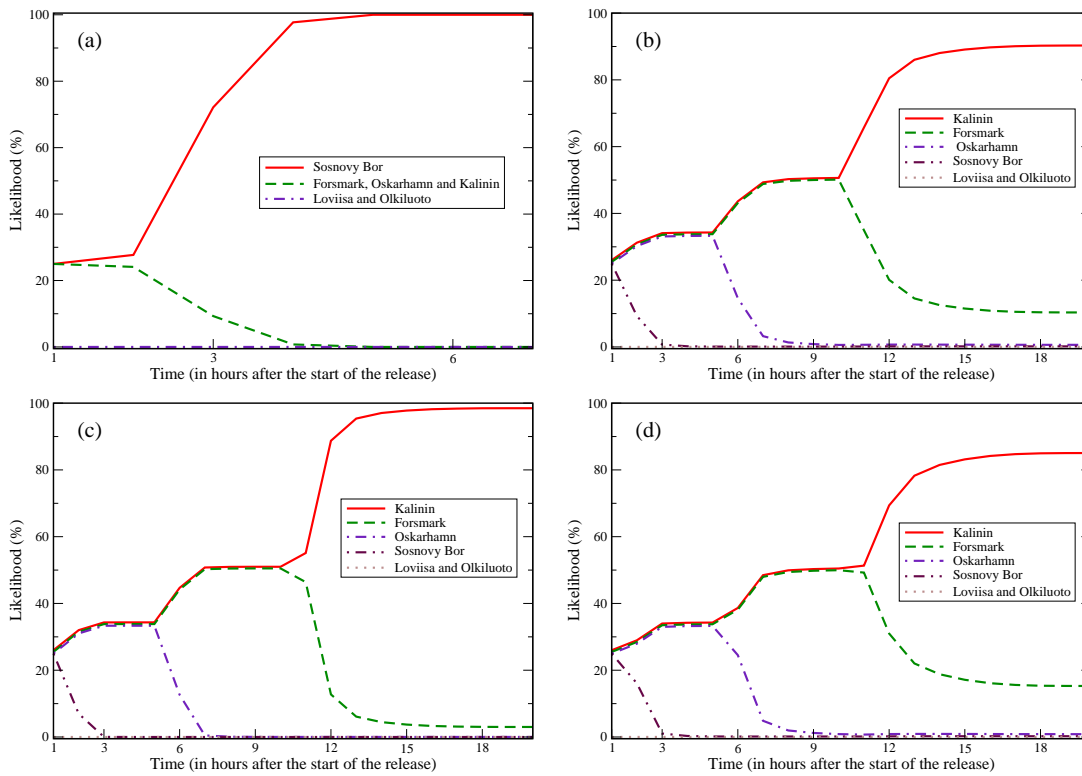 (a)
100
80
60
40
20
0
Likelihood (%)
Sosnovy Bor
Forsmark, Oskarhamn and Kalinin
Loviisa and Olkiluoto
1 3 6
Time (in hours after the start of the release)
(b)
100
80
60
40
20
0
Likelihood (%)
Kalinin
Forsmark
Oskarhamn
Sosnovy Bor
Loviisa and Olkiluoto
1 3 6 9 12 15 18
Time (in hours after the start of the release)
(c)
100
80
60
40
20
0
Likelihood (%)
Kalinin
Forsmark
Oskarhamn
Sosnovy Bor
Loviisa and Olkiluoto
1 3 6 9 12 15 18
Time (in hours after the start of the release)
(d)
100
80
60
40
20
0
Likelihood (%)
Kalinin
Forsmark
Oskarhamn
Sosnovy Bor
Loviisa and Olkiluoto
1 3 6 9 12 15 18
Time (in hours after the start of the release)